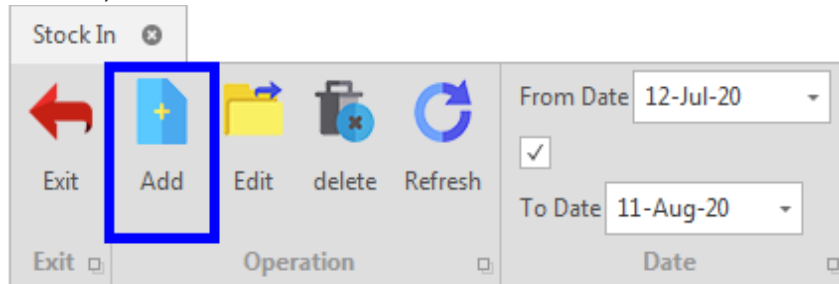 Stock In
Exit
Add
Edit
delete
Refresh
From Date 12-Jul-20
To Date 11-Aug-20
Exit
Operation
Date